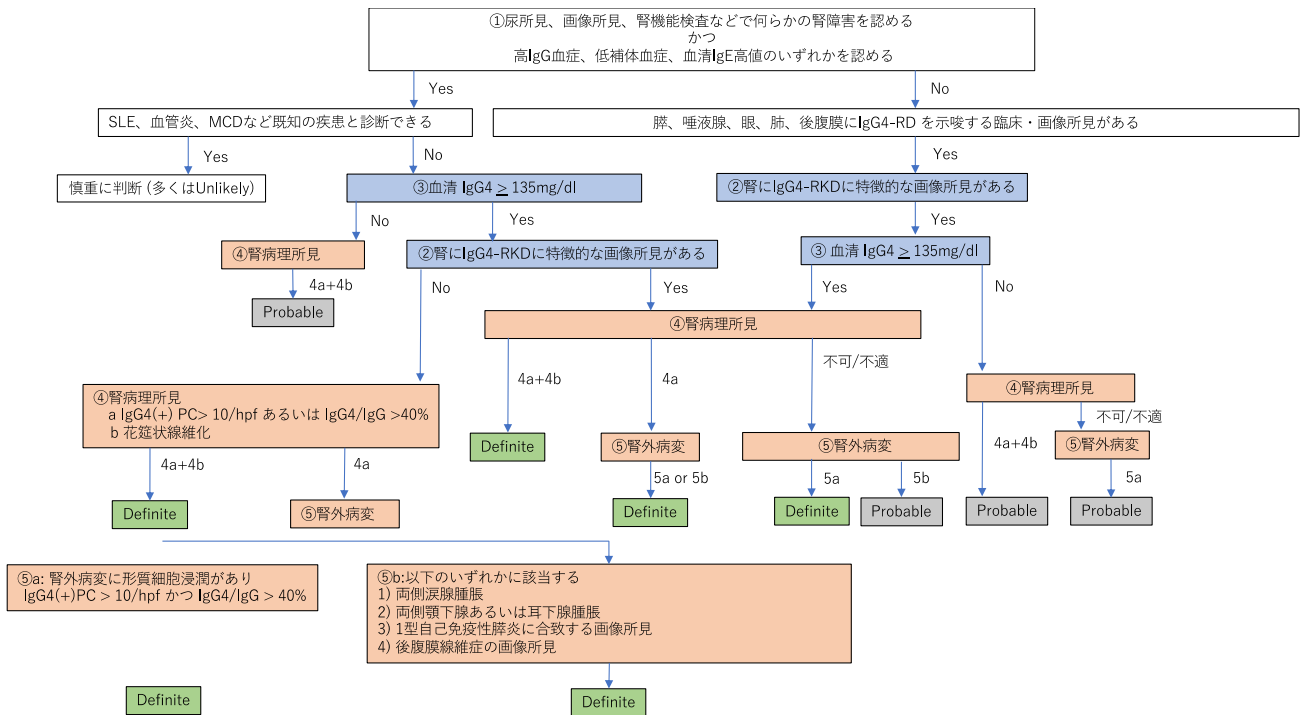 ①尿所見、画像所見、腎機能検査などで何らかの腎障害を認める
かつ
高IgG血症、低補体血症、血清IgE高値のいずれかを認める
Yes
No
SLE、血管炎、MCDなど既知の疾患と診断できる
膵、唾液腺、眼、肺、後腹膜にIgG4-RD を示唆する臨床・画像所見がある
Yes
No
Yes
慎重に判断 (多くはUnlikely)
③血清 IgG4 ≥ 135mg/dl
②腎にIgG4-RKDに特徴的な画像所見がある
No
Yes
Yes
④腎病理所見
②腎にIgG4-RKDに特徴的な画像所見がある
③ 血清 IgG4 ≥ 135mg/dl
4a+4b
No
Yes
Yes
No
Probable
④腎病理所見
4a+4b
4a
不可/不適
④腎病理所見
a IgG4(+) PC> 10/hpf あるいは IgG4/IgG >40%
b 花筵状線維化
④腎病理所見
4a+4b
不可/不適
Definite
⑤腎外病変
⑤腎外病変
⑤腎外病変
4a+4b
4a
5a or 5b
5a
5b
5a
Definite
⑤腎外病変
Definite
Definite
Probable
Probable
Probable
⑤a: 腎外病変に形質細胞浸潤があり
IgG4(+)PC > 10/hpf かつ IgG4/IgG > 40%
⑤b:以下のいずれかに該当する
1) 両側涙腺腫脹
2) 両側顎下腺あるいは耳下腺腫脹
3) 1型自己免疫性膵炎に合致する画像所見
4) 後腹膜線維症の画像所見
Definite
Definite